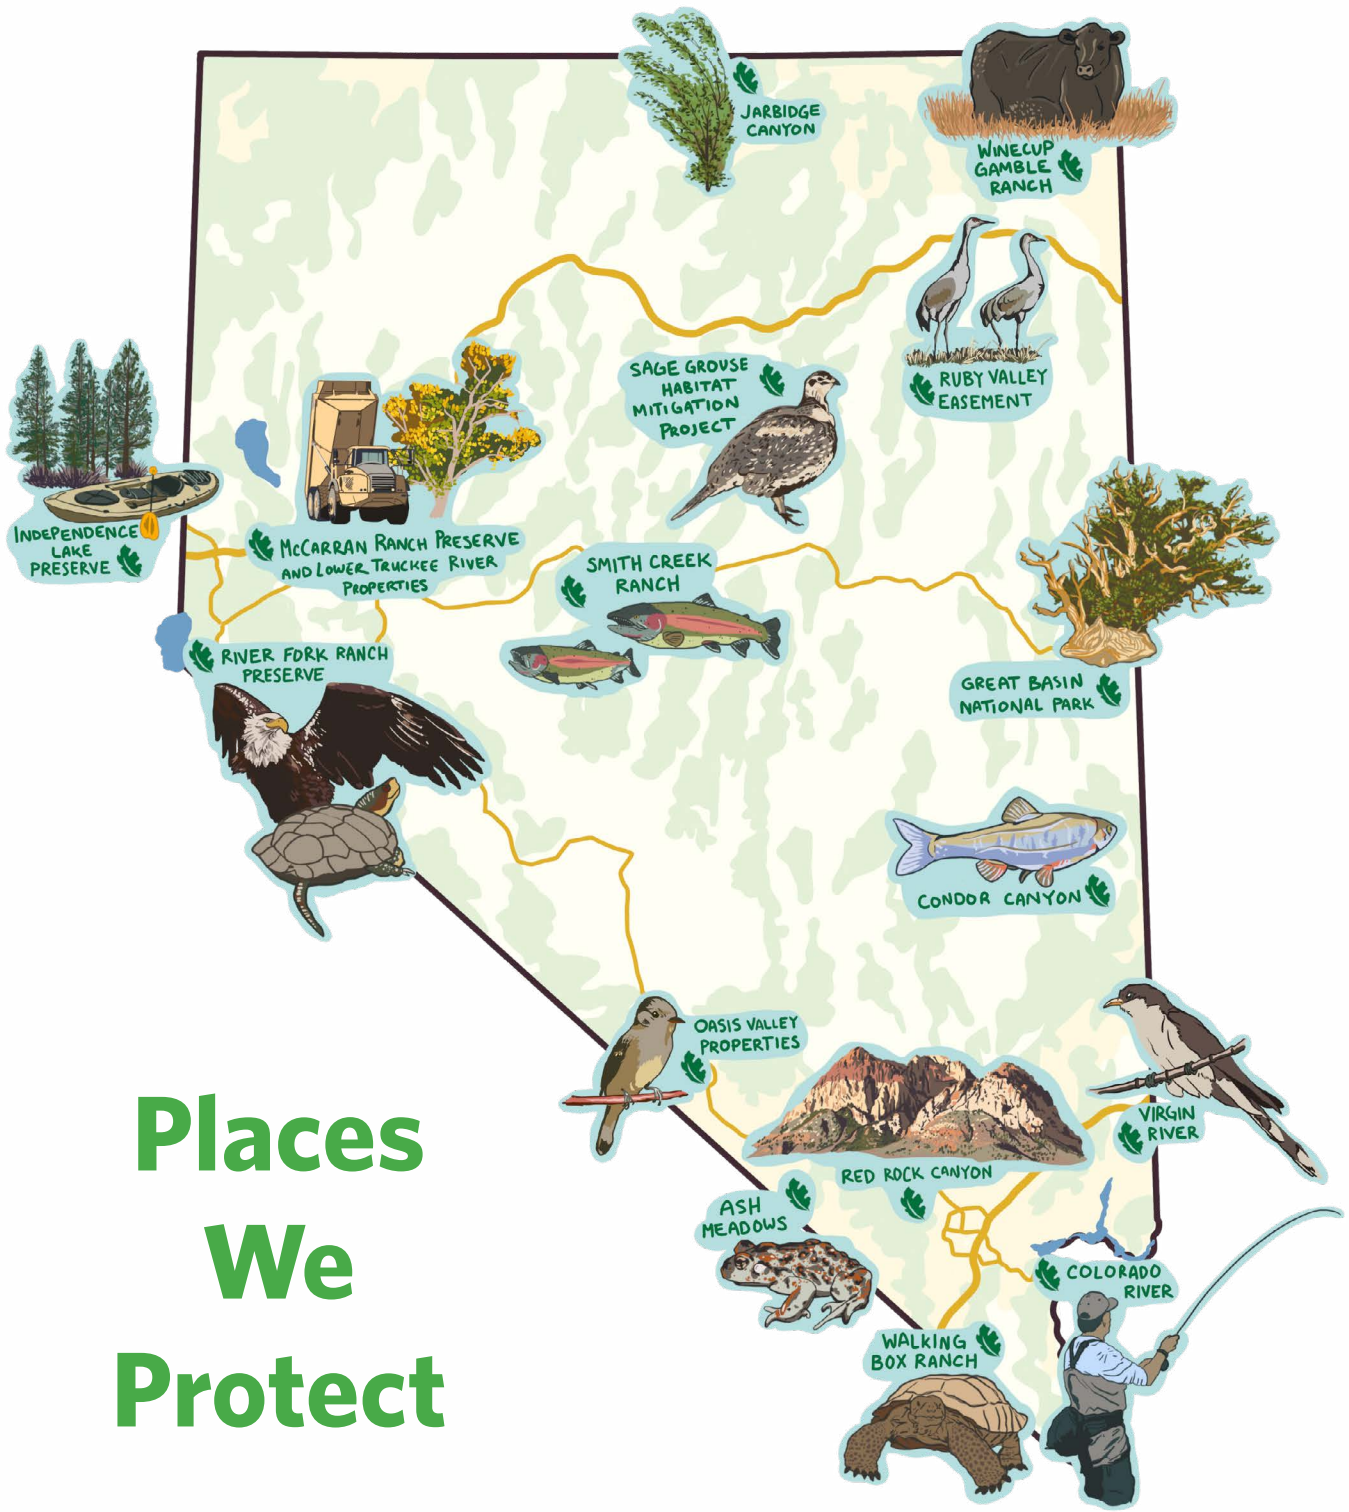 JARBIDGE
CANYON
WINECUP
GAMBLE
RANCH
RUBY VALLEY
EASEMENT
SAGE GROUSE
HABITAT
MITIGATION
PROJECT
INDEPENDENCE
LAKE
PRESERVE
McCARRAN RANCH PRESERVE
AND LOWER TRUCKEE RIVER
PROPERTIES
SMITH CREEK
RANCH
RIVER FORK RANCH
PRESERVE
GREAT BASIN
NATIONAL PARK
CONDOR CANYON
OASIS VALLEY
PROPERTIES
VIRGIN
RIVER
RED ROCK CANYON
ASH
MEADOWS
COLORADO
RIVER
WALKING
BOX RANCH
Places
We
Protect